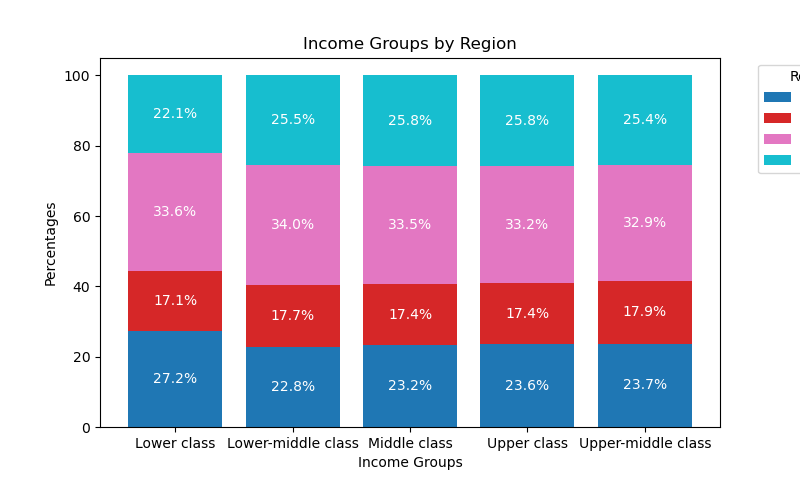 Income Groups by Region
100
80
60
40
20
0
Percentages
22.1% 25.5% 25.8% 25.8% 25.4%
33.6% 34.0% 33.5% 33.2% 32.9%
17.1% 17.7% 17.4% 17.4% 17.9%
27.2% 22.8% 23.2% 23.6% 23.7%
Lower class Lower-middle class Middle class Upper class Upper-middle class
Income Groups